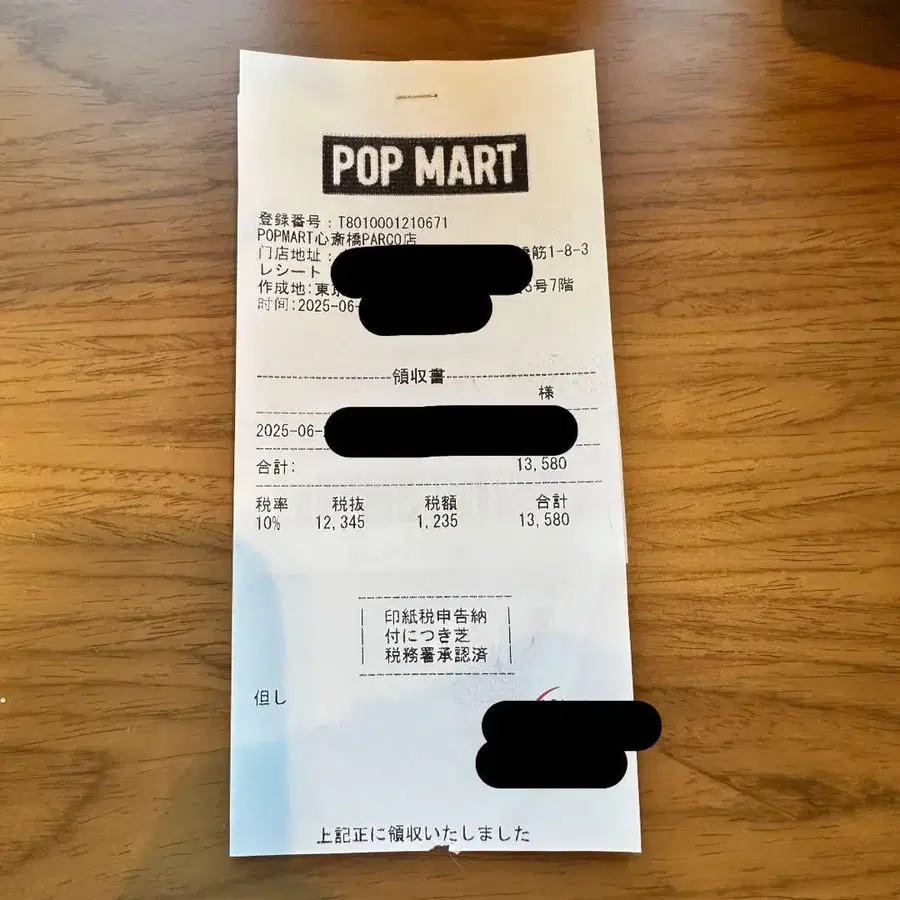 POP MART
登録番号:T8010001210671
POPMART心斎橋PARCO店
门店地址:筋1-8-3
レシート
作成地:東号7階
时间:2025-06-
領収書
様
2025-06-
合計: 13,580
税率 税抜 税額 合計
10% 12,345 1,235 13,580
印紙税申告納
付につき芝
税務署承認済
但し
上記正に領収いたしました